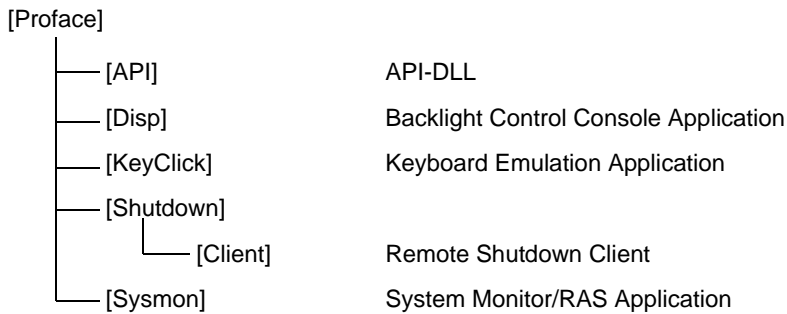 [Proface]
[API] API-DLL
[Disp] Backlight Control Console Application
[KeyClick] Keyboard Emulation Application
[Shutdown]
[Client] Remote Shutdown Client
[Sysmon] System Monitor/RAS Application